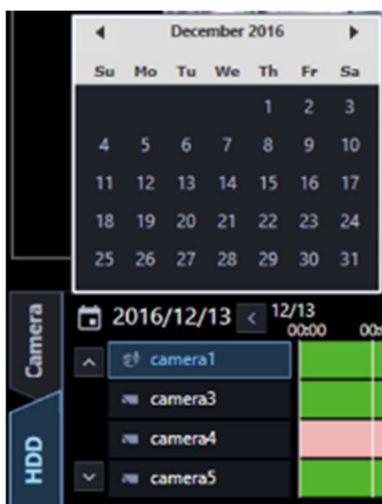 December 2016
Su Mo Tu We Th Fr Sa
1 2 3
4 5 6 7 8 9 10
11 12 13 14 15 16 17
18 19 20 21 22 23 24
25 26 27 28 29 30 31
2016/12/13 < 12/13
00:00 00:
Camera
camera1
camera3
HDD
camera4
camera5